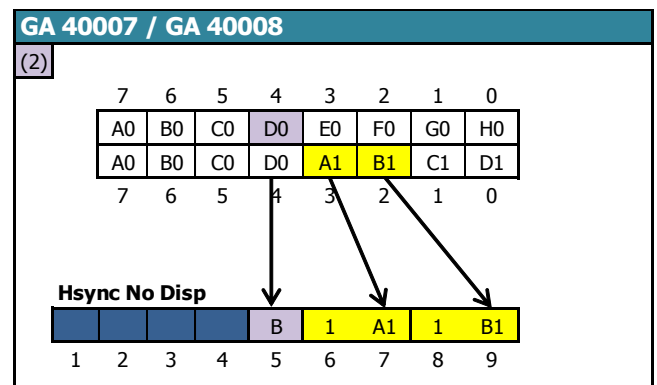 GA 40007 / GA 40008
(2)
7 6 5 4 3 2 1 0
A0 B0 C0 D0 E0 F0 G0 H0
A0 B0 C0 D0 A1 B1 C1 D1
7 6 5 4 3 2 1 0
Hsync No Disp
B 1 A1 1 B1
1 2 3 4 5 6 7 8 9